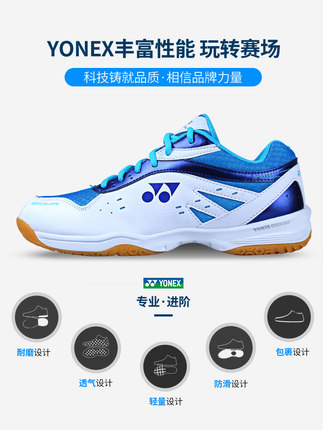 YONEX丰富性能 玩转赛场
科技铸就品质·相信品牌力量
POWER CUSHION
YONEX
专业·进阶
耐磨设计
包裹设计
透气设计
防滑设计
轻量设计